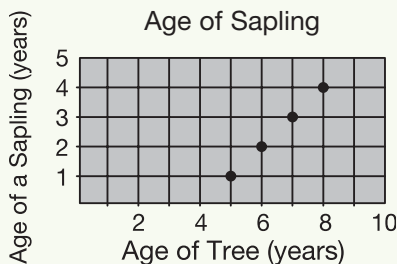 Age of Sapling
Age of a Sapling (years)
5
4
3
2
1
2 4 6 8 10
Age of Tree (years)